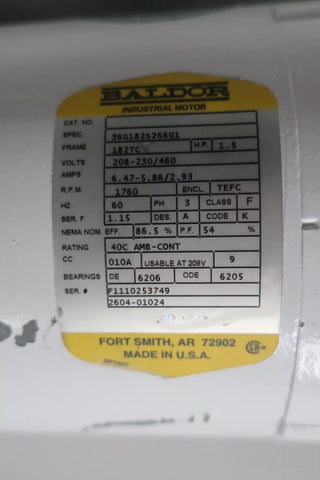 BALDOR
INDUSTRIAL MOTOR
CAT. NO.
SPEC. 36G1825266G1
FRAME 182TC H.P. 1.5
VOLTS 208-230/460
AMPS 6.47-5.86/2.93
R.P.M. 1760 ENCL. TEFC
HZ 60 PH 3 CLASS F
SER. F. 1.15 DES. A CODE K
NEMA NOM. EFF. 86.5 % P.F. 54 %
RATING 40C AMB-CONT
CC 010A USABLE AT 208V 9
BEARINGS DE 6206 ODE 6205
SER. # F1110253749
2604-01024
FORT SMITH, AR 72902
MADE IN U.S.A.